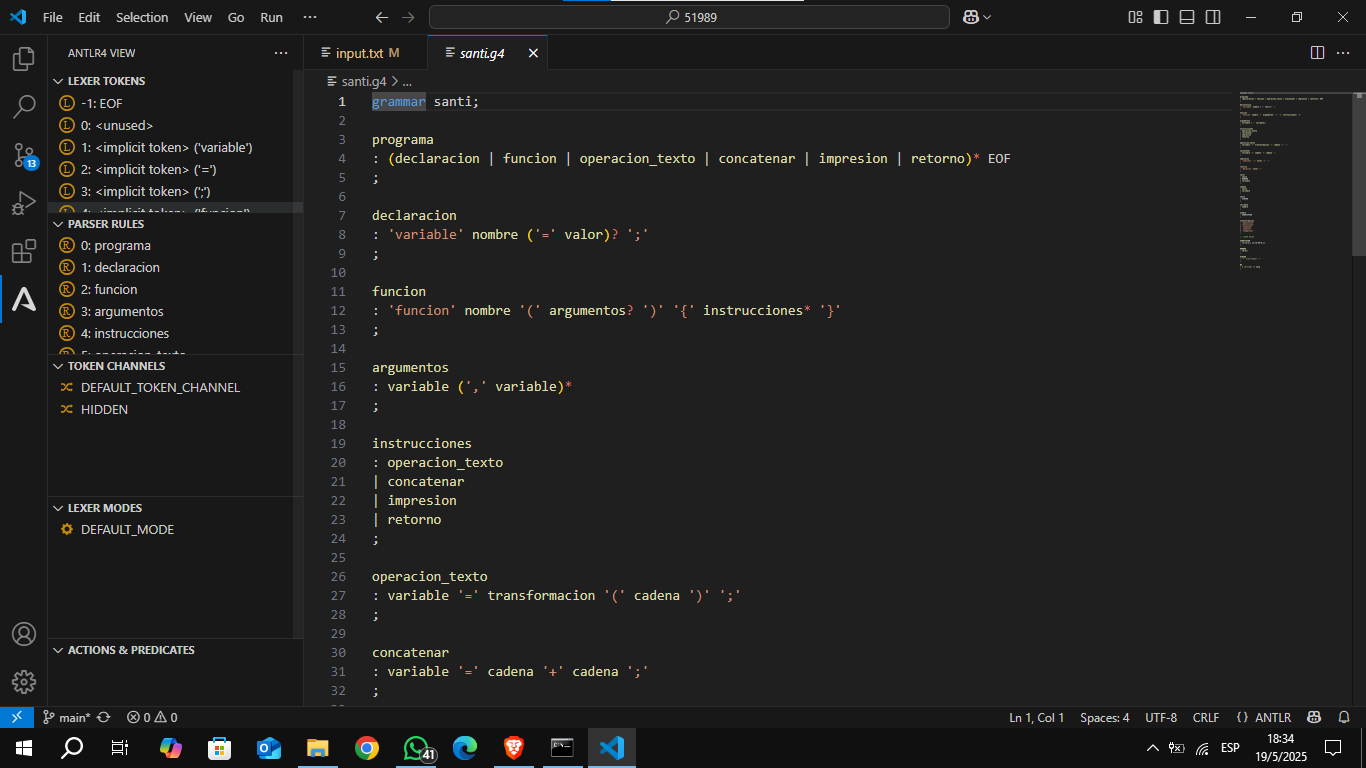 File Edit Selection View Go Run ··· 51989
ANTLR4 VIEW ···
LEXER TOKENS
-1: EOF
0: <unused>
1: <implicit token> ('variable')
2: <implicit token> ('=')
3: <implicit token> (';')
4: <implicit token> ('funcion')
PARSER RULES
0: programa
1: declaracion
2: funcion
3: argumentos
4: instrucciones
5: operacion_texto
TOKEN CHANNELS
DEFAULT_TOKEN_CHANNEL
HIDDEN
LEXER MODES
DEFAULT_MODE
ACTIONS & PREDICATES
13
input.txt M santi.g4
santi.g4 > ...
1 grammar santi;
2
3 programa
4 : (declaracion | funcion | operacion_texto | concatenar | impresion | retorno)* EOF
5 ;
6
7 declaracion
8 : 'variable' nombre ('=' valor)? ';'
9 ;
10
11 funcion
12 : 'funcion' nombre '(' argumentos? ')' '{' instrucciones* '}'
13 ;
14
15 argumentos
16 : variable (',' variable)*
17 ;
18
19 instrucciones
20 : operacion_texto
21 | concatenar
22 | impresion
23 | retorno
24 ;
25
26 operacion_texto
27 : variable '=' transformacion '(' cadena ')' ';'
28 ;
29
30 concatenar
31 : variable '=' cadena '+' cadena ';'
32 ;
main* 0 0 Ln 1, Col 1 Spaces: 4 UTF-8 CRLF {} ANTLR
41 ESP 18:34
19/5/2025